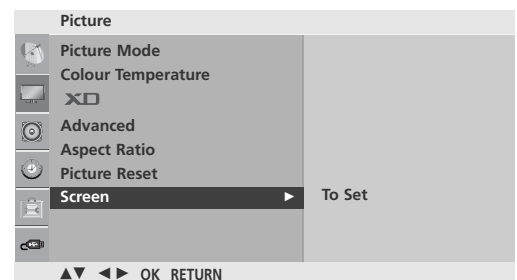 Picture
Picture Mode
Colour Temperature
XD
Advanced
Aspect Ratio
Picture Reset
Screen ► To Set
▲▼ ◄► OK RETURN